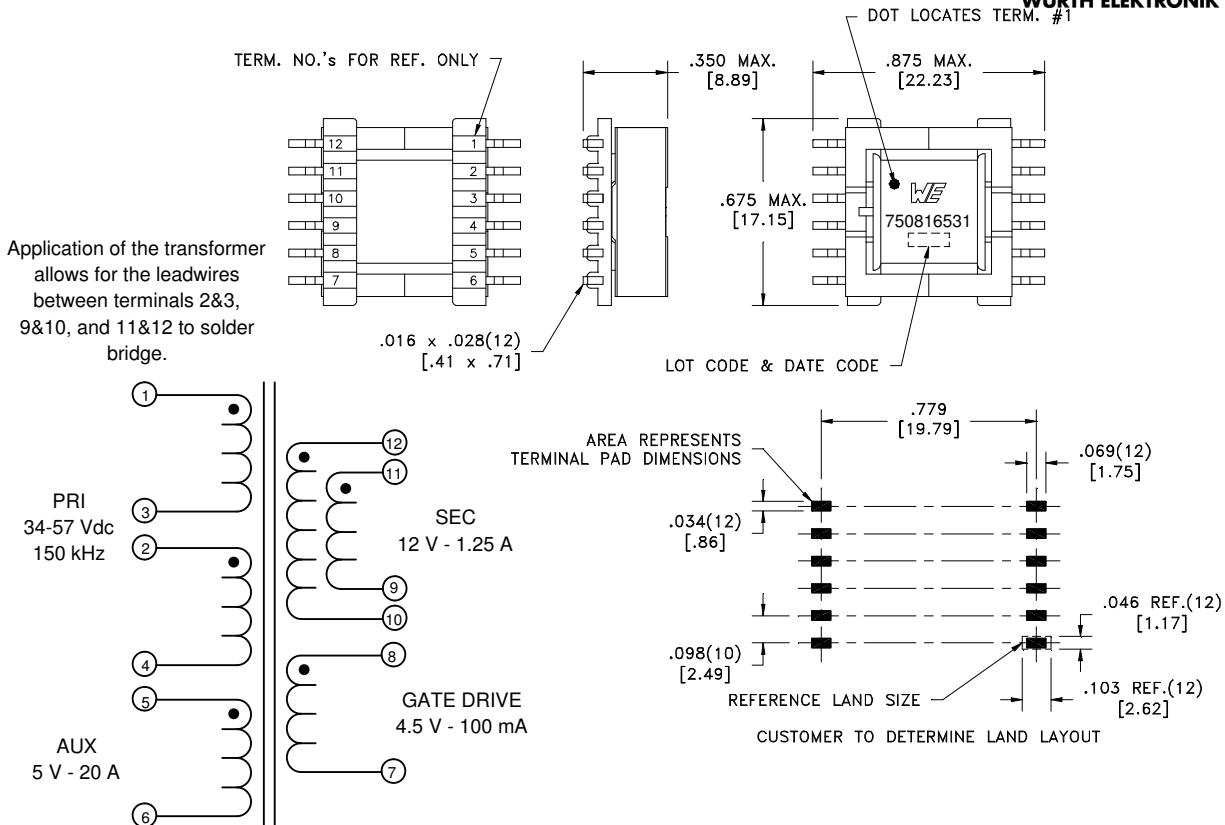 WÜRTH ELEKTRONIK
DOT LOCATES TERM. #1
TERM. NO.'s FOR REF. ONLY
.350 MAX.
[8.89]
.875 MAX.
[22.23]
12
11
10
9
8
7
1
2
3
4
5
6
.675 MAX.
[17.15]
WE
750816531
Application of the transformer
allows for the leadwires
between terminals 2&3,
9&10, and 11&12 to solder
bridge.
.016 x .028(12)
[.41 x .71]
LOT CODE & DATE CODE
1
3
2
4
5
6
PRI
34-57 Vdc
150 kHz
AUX
5 V - 20 A
12
11
9
10
8
7
SEC
12 V - 1.25 A
GATE DRIVE
4.5 V - 100 mA
.779
[19.79]
AREA REPRESENTS
TERMINAL PAD DIMENSIONS
.069(12)
[1.75]
.034(12)
[.86]
.046 REF.(12)
[1.17]
.098(10)
[2.49]
REFERENCE LAND SIZE
.103 REF.(12)
[2.62]
CUSTOMER TO DETERMINE LAND LAYOUT